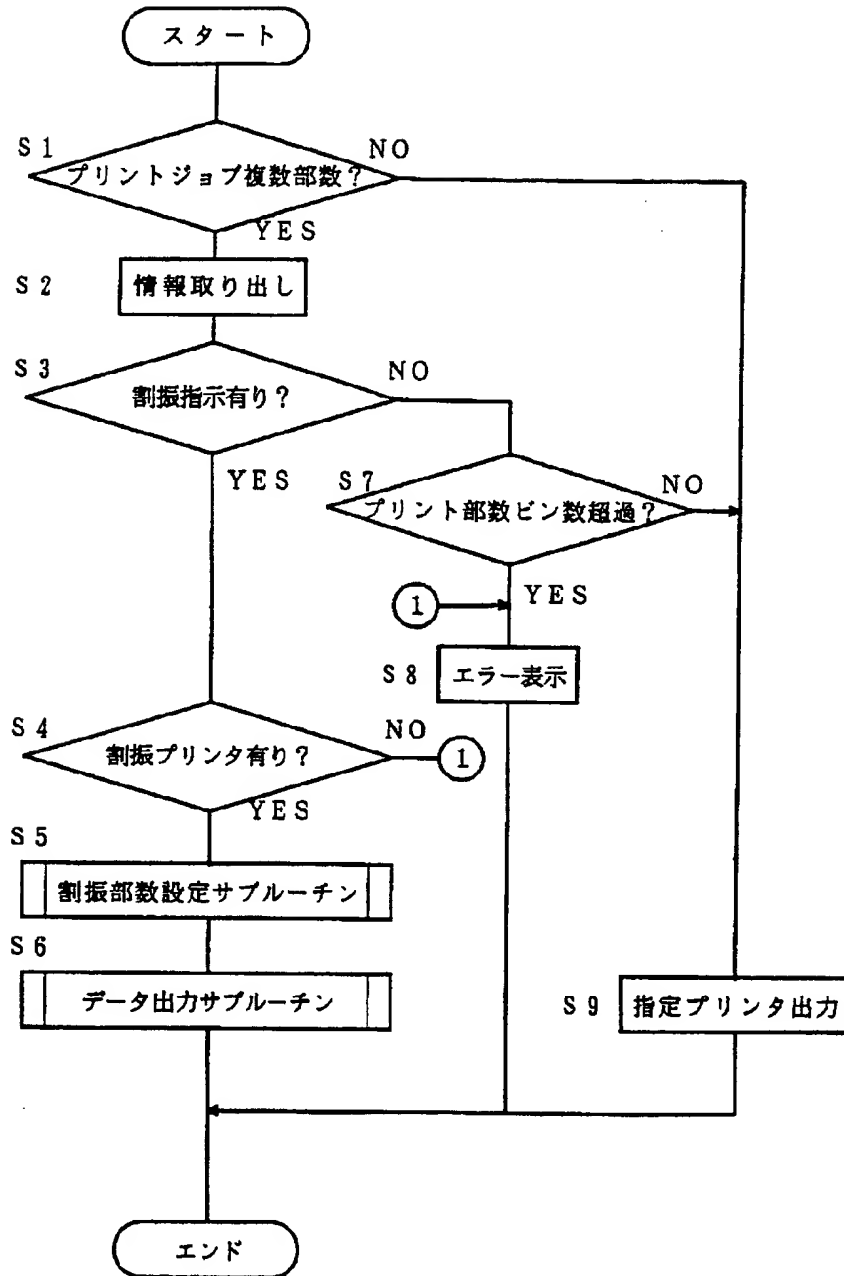 スタート
S1
プリントジョブ複数部数?
NO
YES
S2
情報取り出し
S3
割振指示有り?
NO
YES
S7
プリント部数ビン数超過?
NO
YES
1
S8
エラー表示
S4
割振プリンタ有り?
NO
1
YES
S5
割振部数設定サブルーチン
S6
データ出力サブルーチン
S9
指定プリンタ出力
エンド